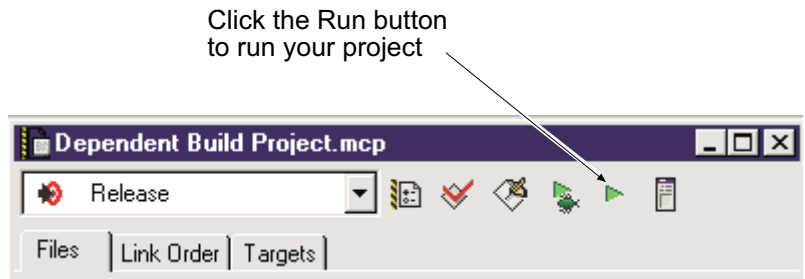 Click the Run button
to run your project
Dependent Build Project.mcp
Release
Files
Link Order
Targets